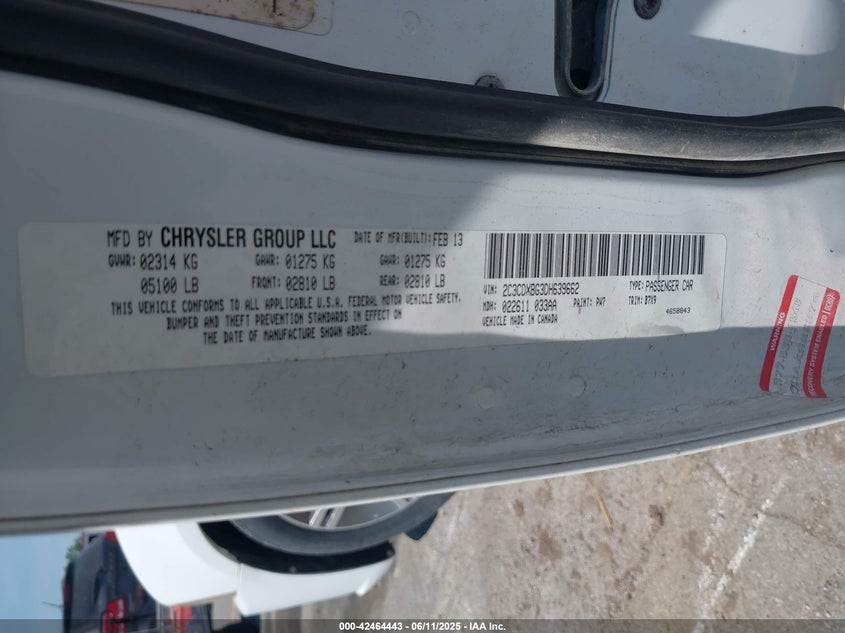 MFD BY CHRYSLER GROUP LLC DATE OF MFR(BUILT): FEB 13
GVWR: 02314 KG GAWR: 01275 KG GAWR: 01275 KG
05100 LB FRONT: 02810 LB REAR: 02810 LB
THIS VEHICLE CONFORMS TO ALL APPLICABLE U.S.A. FEDERAL MOTOR VEHICLE SAFETY,
BUMPER AND THEFT PREVENTION STANDARDS IN EFFECT ON
THE DATE OF MANUFACTURE SHOWN ABOVE.
VIN: 2C3CDXBG3DH639662 TYPE: PASSENGER CAR
MDH: 022611 033AA PAINT: PW7 TRIM: B7X9
VEHICLE MADE IN CANADA 4658843
RECOVERY SYSTEM ENABLED
000-42464443 - 06/11/2025 - IAA Inc.